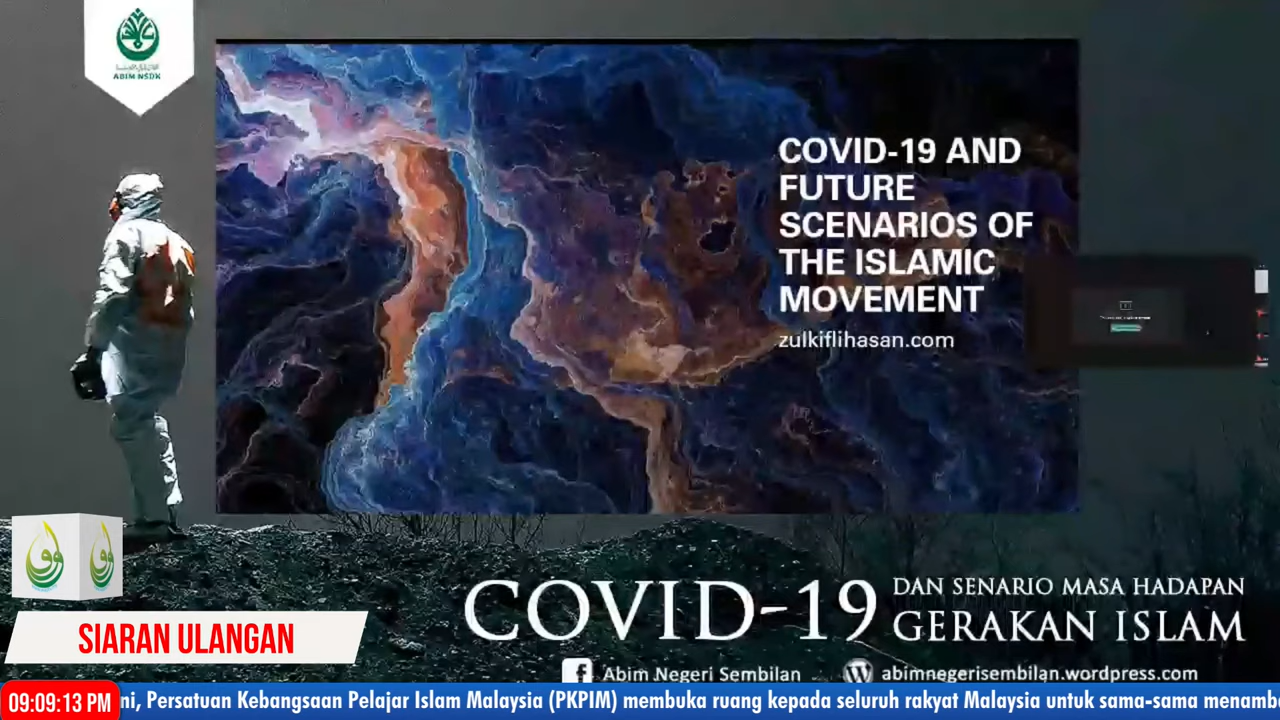 ABIM NSDK
COVID-19 AND
FUTURE
SCENARIOS OF
THE ISLAMIC
MOVEMENT
zulkiflihasan.com
COVID-19
DAN SENARIO MASA HADAPAN
GERAKAN ISLAM
SIARAN ULANGAN
Abim Negeri Sembilan
abimnegerisembilan.wordpress.com
09:09:13 PM
ni, Persatuan Kebangsaan Pelajar Islam Malaysia (PKPIM) membuka ruang kepada seluruh rakyat Malaysia untuk sama-sama menamb